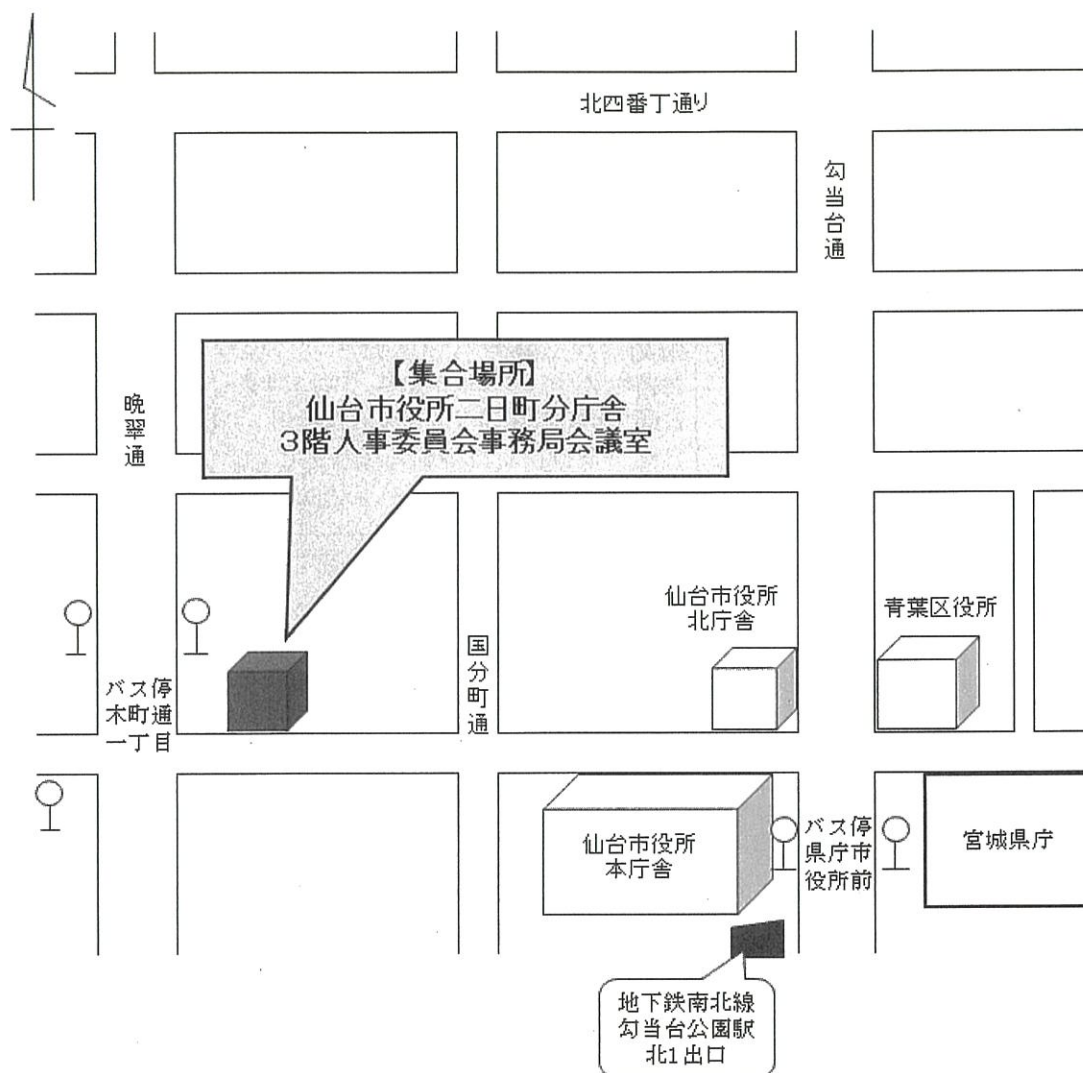 北四番丁通り
勾当台通
【集合場所】
仙台市役所二日町分庁舎
3階人事委員会事務局会議室
晩翠通
仙台市役所
北庁舎
青葉区役所
国分町通
バス停
木町通
一丁目
仙台市役所
本庁舎
バス停
県庁市
役所前
宮城県庁
地下鉄南北線
勾当台公園駅
北1出口